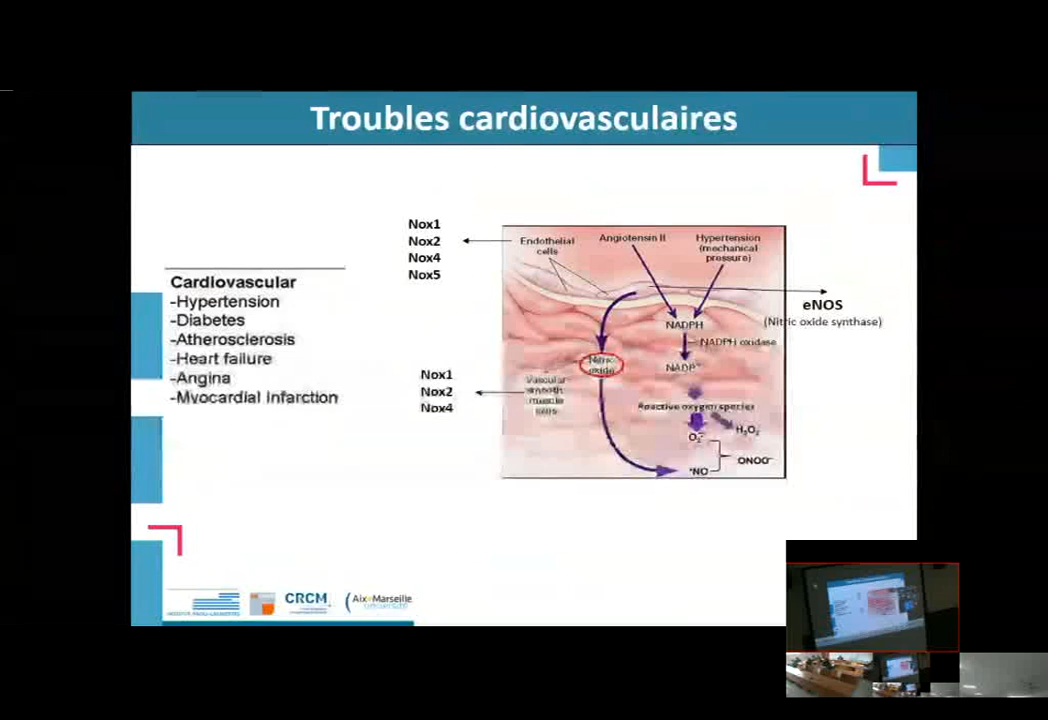 Troubles cardiovasculaires
Nox1
Nox2
Nox4
Nox5
Cardiovascular
-Hypertension
-Diabetes
-Atherosclerosis
-Heart failure
-Angina
-Myocardial Infarction
Endothelial
cells
Angiotensin II
Hypertension
(mechanical
pressure)
eNOS
(Nitric oxide synthase)
NADPH
NADPH oxidase
NADP⁺
Nitric
oxide
Nox1
Nox2
Nox4
Vascular
smooth
muscle
cells
Reactive oxygen species
O₂⁻
H₂O₂
•NO
ONOO⁻
CRCM
Aix*Marseille
université